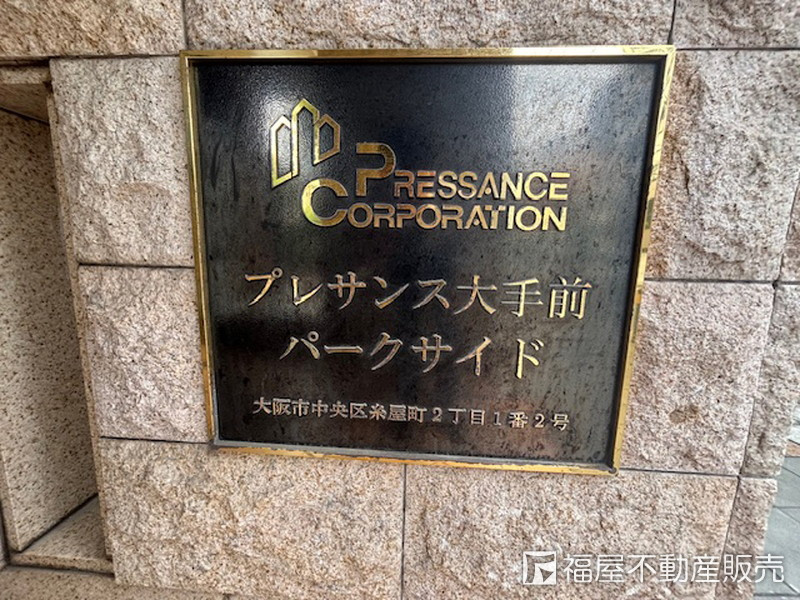 PRESSANCE
CORPORATION
プレサンス大手前
パークサイド
大阪市中央区糸屋町2丁目1番2号
福屋不動産販売